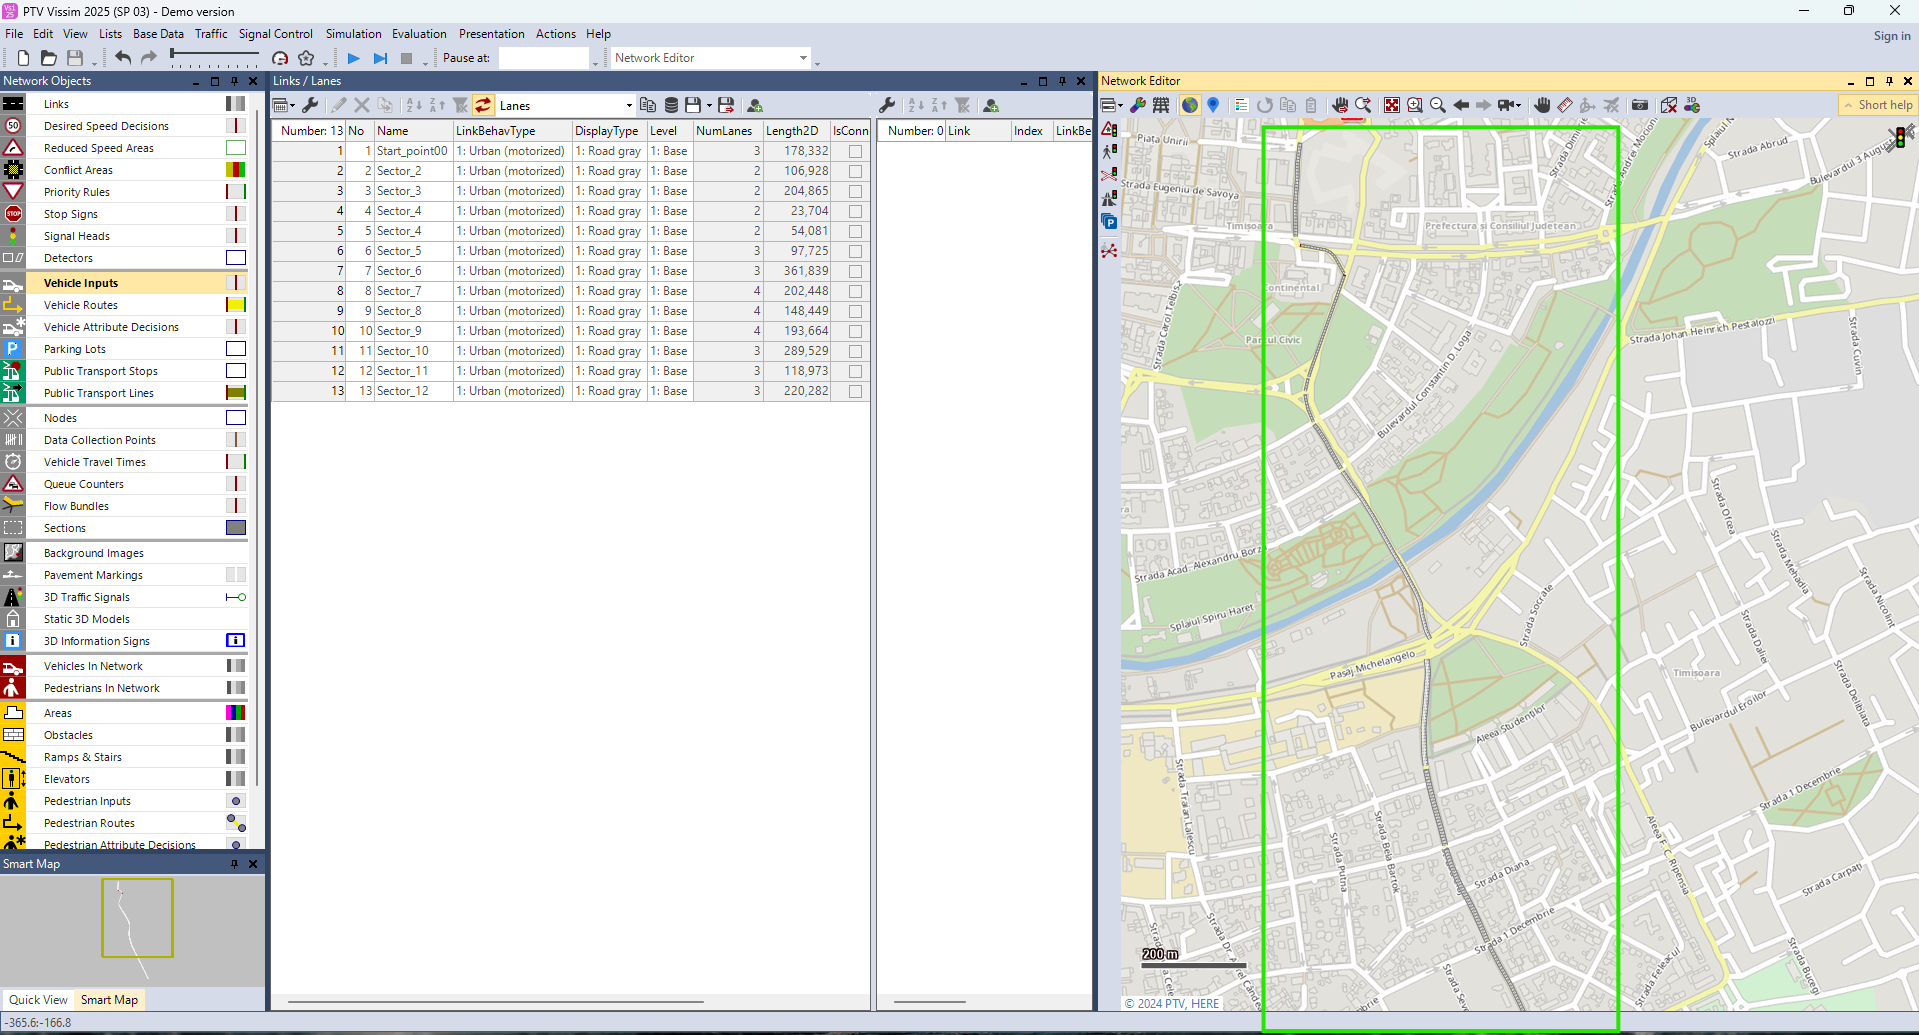 PTV Vissim 2025 (SP 03) - Demo version
File Edit View Lists Base Data Traffic Signal Control Simulation Evaluation Presentation Actions Help
Sign in
Pause at:
Network Editor
Network Objects
Links
Desired Speed Decisions
Reduced Speed Areas
Conflict Areas
Priority Rules
Stop Signs
Signal Heads
Detectors
Vehicle Inputs
Vehicle Routes
Vehicle Attribute Decisions
Parking Lots
Public Transport Stops
Public Transport Lines
Nodes
Data Collection Points
Vehicle Travel Times
Queue Counters
Flow Bundles
Sections
Background Images
Pavement Markings
3D Traffic Signals
Static 3D Models
3D Information Signs
Vehicles In Network
Pedestrians In Network
Areas
Obstacles
Ramps & Stairs
Elevators
Pedestrian Inputs
Pedestrian Routes
Pedestrian Attribute Decisions
Smart Map
Quick View Smart Map
-365.6:-166.8
Links / Lanes
Lanes
Number: 13 No Name LinkBehavType DisplayType Level NumLanes Length2D IsConn
1 1 Start_point00 1: Urban (motorized) 1: Road gray 1: Base 3 178,332
2 2 Sector_2 1: Urban (motorized) 1: Road gray 1: Base 2 106,928
3 3 Sector_3 1: Urban (motorized) 1: Road gray 1: Base 2 204,865
4 4 Sector_4 1: Urban (motorized) 1: Road gray 1: Base 2 23,704
5 5 Sector_4 1: Urban (motorized) 1: Road gray 1: Base 2 54,081
6 6 Sector_5 1: Urban (motorized) 1: Road gray 1: Base 3 97,725
7 7 Sector_6 1: Urban (motorized) 1: Road gray 1: Base 3 361,839
8 8 Sector_7 1: Urban (motorized) 1: Road gray 1: Base 4 202,448
9 9 Sector_8 1: Urban (motorized) 1: Road gray 1: Base 4 148,449
10 10 Sector_9 1: Urban (motorized) 1: Road gray 1: Base 4 193,664
11 11 Sector_10 1: Urban (motorized) 1: Road gray 1: Base 3 289,529
12 12 Sector_11 1: Urban (motorized) 1: Road gray 1: Base 3 118,973
13 13 Sector_12 1: Urban (motorized) 1: Road gray 1: Base 3 220,282
Number: 0 Link Index LinkBe
Network Editor
Short help
Piața Unirii
Strada Eugeniu de Savoya
Timișoara
Prefectura și Consiliul Județean
Strada Abrud
Bulevardul 3 August
Continental
Strada Carol Telbisz
Parcul Civic
Strada Johan Heinrich Pestalozzi
Strada Cuvin
Bulevardul Constantin D. Loga
Strada Acad. Alexandru Borza
Splaiul Spiru Haret
Strada Ofcea
Strada Mehadia
Strada Nicolinț
Strada Socrate
Strada Daliei
Pasaj Michelangelo
Timișoara
Strada Deliblata
Bulevardul Eroilor
Aleea Studenților
Strada Traian Lalescu
Strada Putna
Strada Bela Bartok
Strada 1 Decembrie
Strada Diana
Aleea F. C. Ripensia
Strada Carpați
Strada 1 Decembrie
Strada Feleacul
Strada Bucegi
200 m
© 2024 PTV, HERE